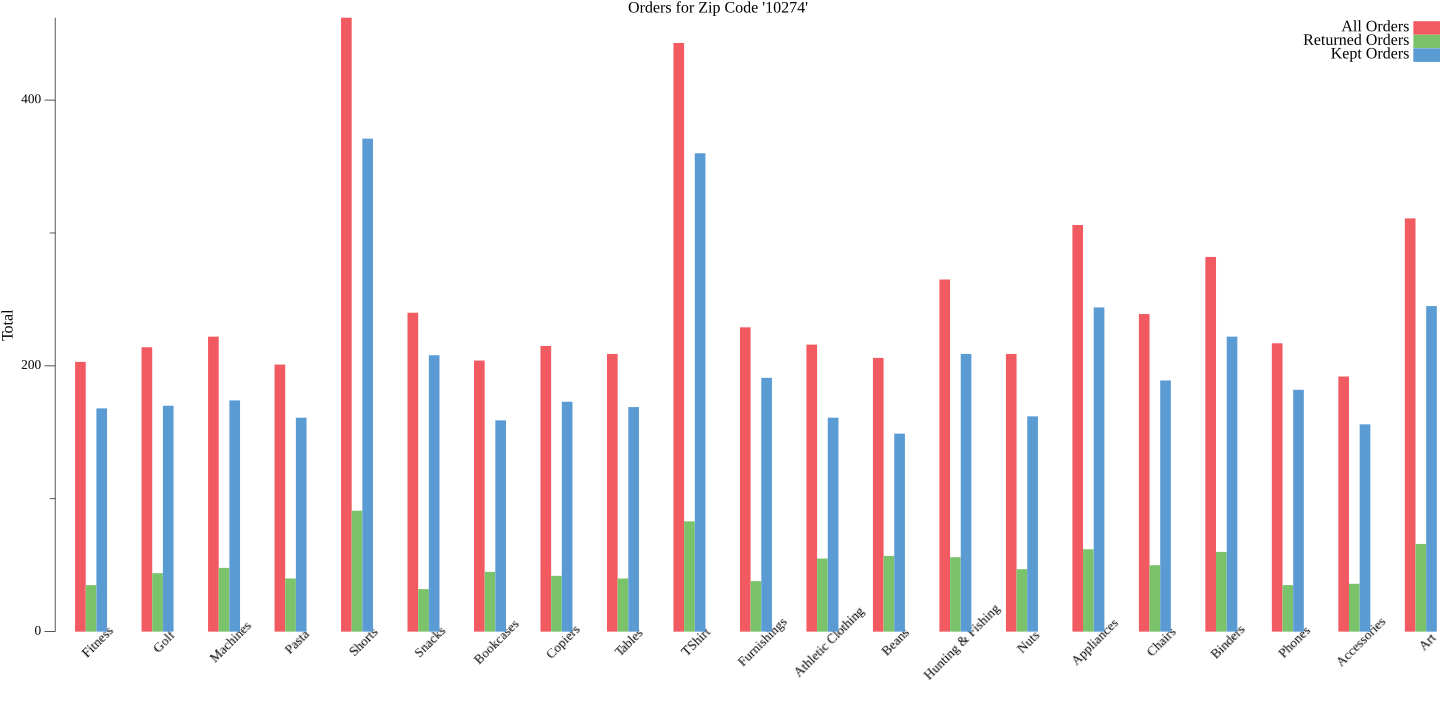 Orders for Zip Code '10274'
All Orders
Returned Orders
Kept Orders
Total
400
200
0
Fitness
Golf
Machines
Pasta
Shorts
Snacks
Bookcases
Copiers
Tables
TShirt
Furnishings
Athletic Clothing
Beans
Hunting & Fishing
Nuts
Appliances
Chairs
Binders
Phones
Accessories
Art